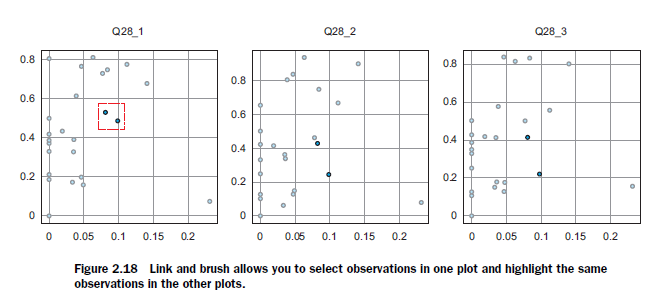 Q28_1 Q28_2 Q28_3
0.8
0.6
0.4
0.2
0
0 0.05 0.1 0.15 0.2
0.8
0.6
0.4
0.2
0
0 0.05 0.1 0.15 0.2
0.8
0.6
0.4
0.2
0
0 0.05 0.1 0.15 0.2
Figure 2.18 Link and brush allows you to select observations in one plot and highlight the same
observations in the other plots.